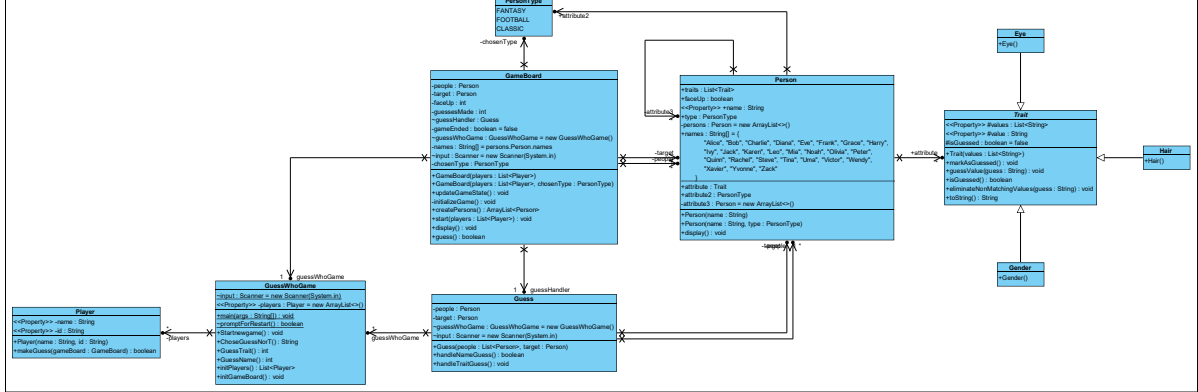 PersonType
FANTASY
FOOTBALL
CLASSIC
+attribute2
-chosenType
Eye
+Eye()
GameBoard
-people : Person
-target : Person
-faceUp : int
-guessesMade : int
~guessHandler : Guess
-gameEnded : boolean = false
~guessWhoGame : GuessWhoGame = new GuessWhoGame()
-names : String[] = persons.Person.names
~input : Scanner = new Scanner(System.in)
-chosenType : PersonType
+GameBoard(players : List<Player>)
+GameBoard(players : List<Player>, chosenType : PersonType)
+updateGameState() : void
-initializeGame() : void
+createPersons() : ArrayList<Person>
+start(players : List<Player>) : void
+display() : void
+guess() : boolean
Person
+traits : List<Trait>
+faceUp : boolean
<<Property>> +name : String
+type : PersonType
-persons : Person = new ArrayList<>()
+names : String[] = {
"Alice", "Bob", "Charlie", "Diana", "Eve", "Frank", "Grace", "Harry",
"Ivy", "Jack", "Karen", "Leo", "Mia", "Noah", "Olivia", "Peter",
"Quinn", "Rachel", "Steve", "Tina", "Uma", "Victor", "Wendy",
"Xavier", "Yvonne", "Zack"
}
+attribute : Trait
+attribute2 : PersonType
-attribute3 : Person = new ArrayList<>()
+Person(name : String)
+Person(name : String, type : PersonType)
+display() : void
-attribute3
-target
-people
+attribute
Trait
<<Property>> #values : List<String>
<<Property>> #value : String
#isGuessed : boolean = false
+Trait(values : List<String>)
+markAsGuessed() : void
+guessValue(guess : String) : void
+isGuessed() : boolean
+eliminateNonMatchingValues(guess : String) : void
+toString() : String
Hair
+Hair()
Gender
+Gender()
*
1
guessWhoGame
1
guessHandler
GuessWhoGame
~input : Scanner = new Scanner(System.in)
<<Property>> -players : Player = new ArrayList<>()
+main(args : String[]) : void
~promptForRestart() : boolean
+Startnewgame() : void
+ChoseGuessNorT() : String
+GuessTrait() : int
+GuessName() : int
+initPlayers() : List<Player>
+initGameBoard() : void
Guess
-people : Person
-target : Person
~guessWhoGame : GuessWhoGame = new GuessWhoGame()
~input : Scanner = new Scanner(System.in)
+Guess(people : List<Person>, target : Person)
+handleNameGuess() : boolean
+handleTraitGuess() : void
Player
<<Property>> -name : String
<<Property>> -id : String
+Player(name : String, id : String)
+makeGuess(gameBoard : GameBoard) : boolean
*
-players
guessWhoGame